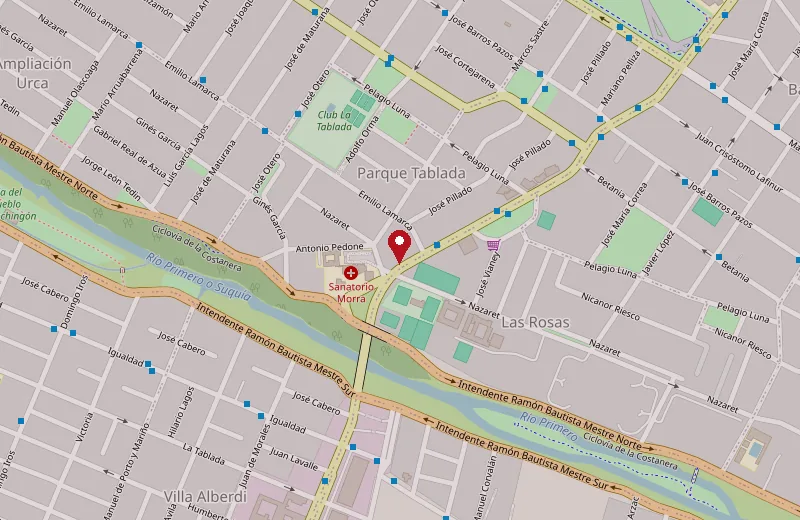 Nazaret
Emilio Lamarca
José de Maturana
José Otero
José Barros Pazos
Marcos Sastre
José Pillado
Mariano Pelliza
José María Correa
José Cortejarena
Ampliación
Urca
Manuel Olascoaga
Mario Arruabarrena
Emilio Lamarca
José Otero
Club La
Tablada
Pelagio Luna
Adolfo Orma
Nazaret
Ginés García
Gabriel Real de Azua
Luis García Lagos
José de Maturana
Jorge León Tedín
Parque Tablada
Pelagio Luna
José Pillado
Juan Crisóstomo Lafinur
Betania
José Barros Pazos
José María Correa
Javier López
Betania
Intendente Ramón Bautista Mestre Norte
José Otero
Ginés García
Emilio Lamarca
José Pillado
Nazaret
Antonio Pedone
Ciclovía de la Costanera
Río Primero o Suquía
Sanatorio
Morra
José Vianey
Pelagio Luna
Nicanor Riesco
Pelagio Luna
Nicanor Riesco
Nazaret
Las Rosas
Nazaret
Nazaret
José Cabero
Domingo Iros
Igualdad
José Cabero
Intendente Ramón Bautista Mestre Sur
José Cabero
Igualdad
Hilario Lagos
Victoria
La Tablada
Juan de Morales
Juan Lavalle
Manuel de Porto y Mariño
Villa Alberdi
Intendente Ramón Bautista Mestre Norte
Río Primero
Ciclovía de la Costanera
Intendente Ramón Bautista Mestre Sur
Manuel Corvalán